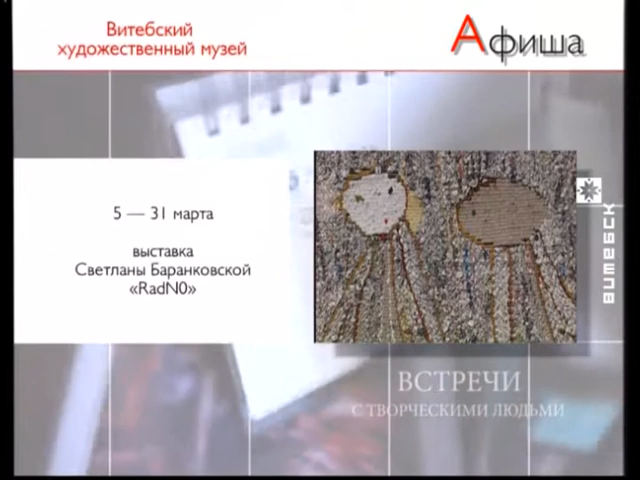 Витебский
художественный музей
Афиша
5 — 31 марта
выставка
Светланы Баранковской
«RadN0»
ВИТЕБСК
ВСТРЕЧИ
С ТВОРЧЕСКИМИ ЛЮДЬМИ